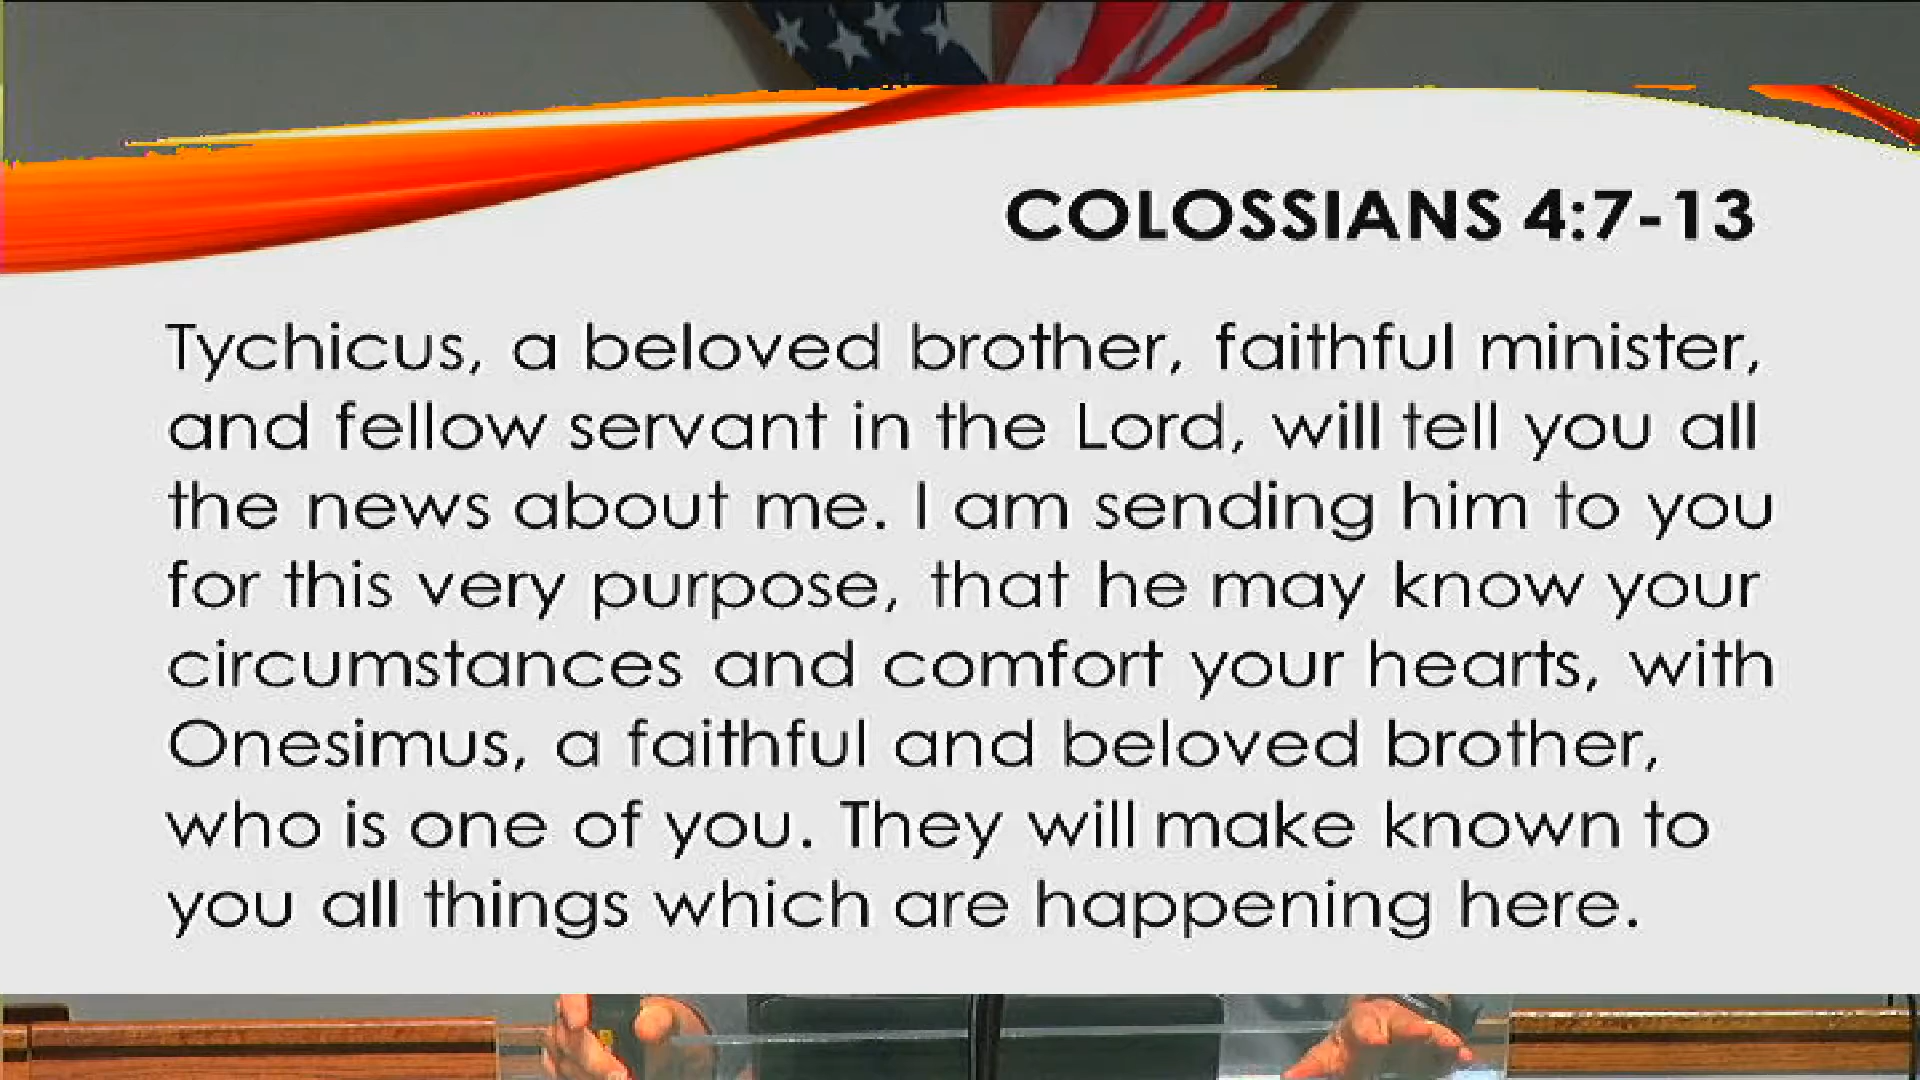 COLOSSIANS 4:7-13
Tychicus, a beloved brother, faithful minister,
and fellow servant in the Lord, will tell you all
the news about me. I am sending him to you
for this very purpose, that he may know your
circumstances and comfort your hearts, with
Onesimus, a faithful and beloved brother,
who is one of you. They will make known to
you all things which are happening here.